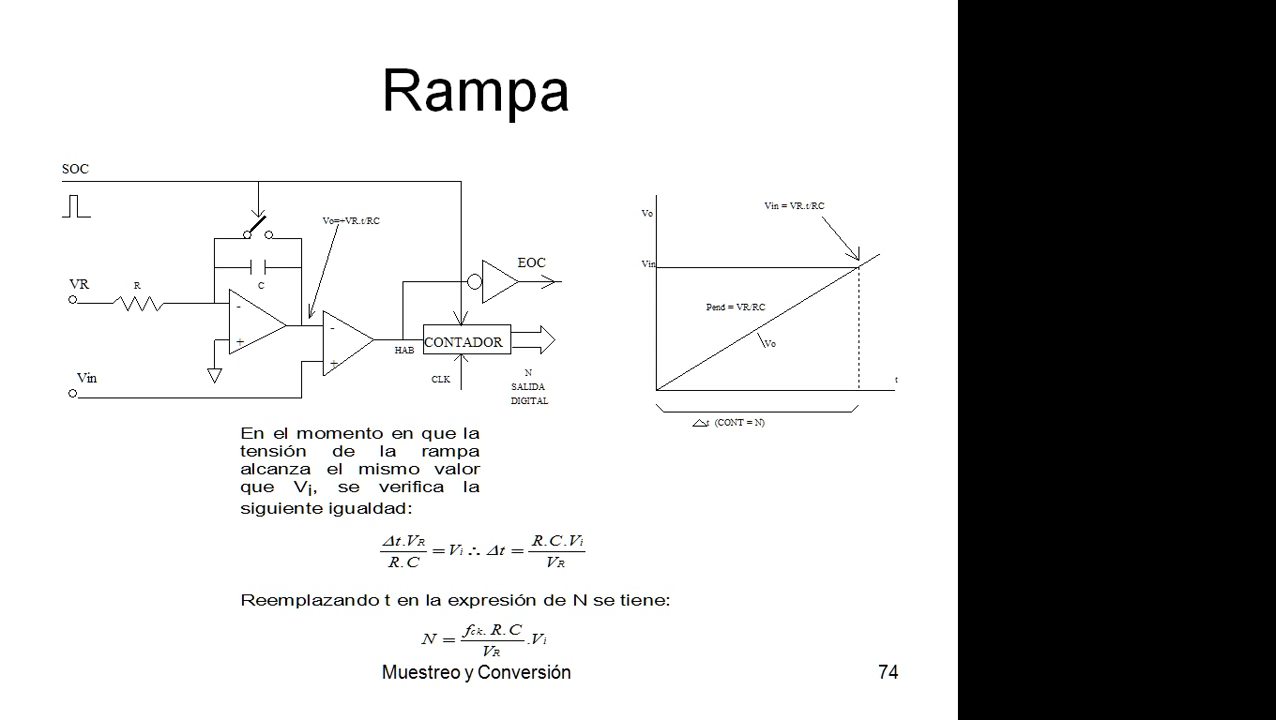 Rampa
SOC
Vo=+VR.t/RC
VR
R
C
-
+
Vin
-
+
HAB
EOC
CONTADOR
CLK
N
SALIDA
DIGITAL
Vo
Vin = VR.t/RC
Vin
Pend = VR/RC
Vo
t
Δt (CONT = N)
En el momento en que la
tensión de la rampa
alcanza el mismo valor
que Vi, se verifica la
siguiente igualdad:
Δt.VR / R.C = Vi ∴ Δt = R.C.Vi / VR
Reemplazando t en la expresión de N se tiene:
N = fck. R.C / VR .Vi
Muestreo y Conversión
74